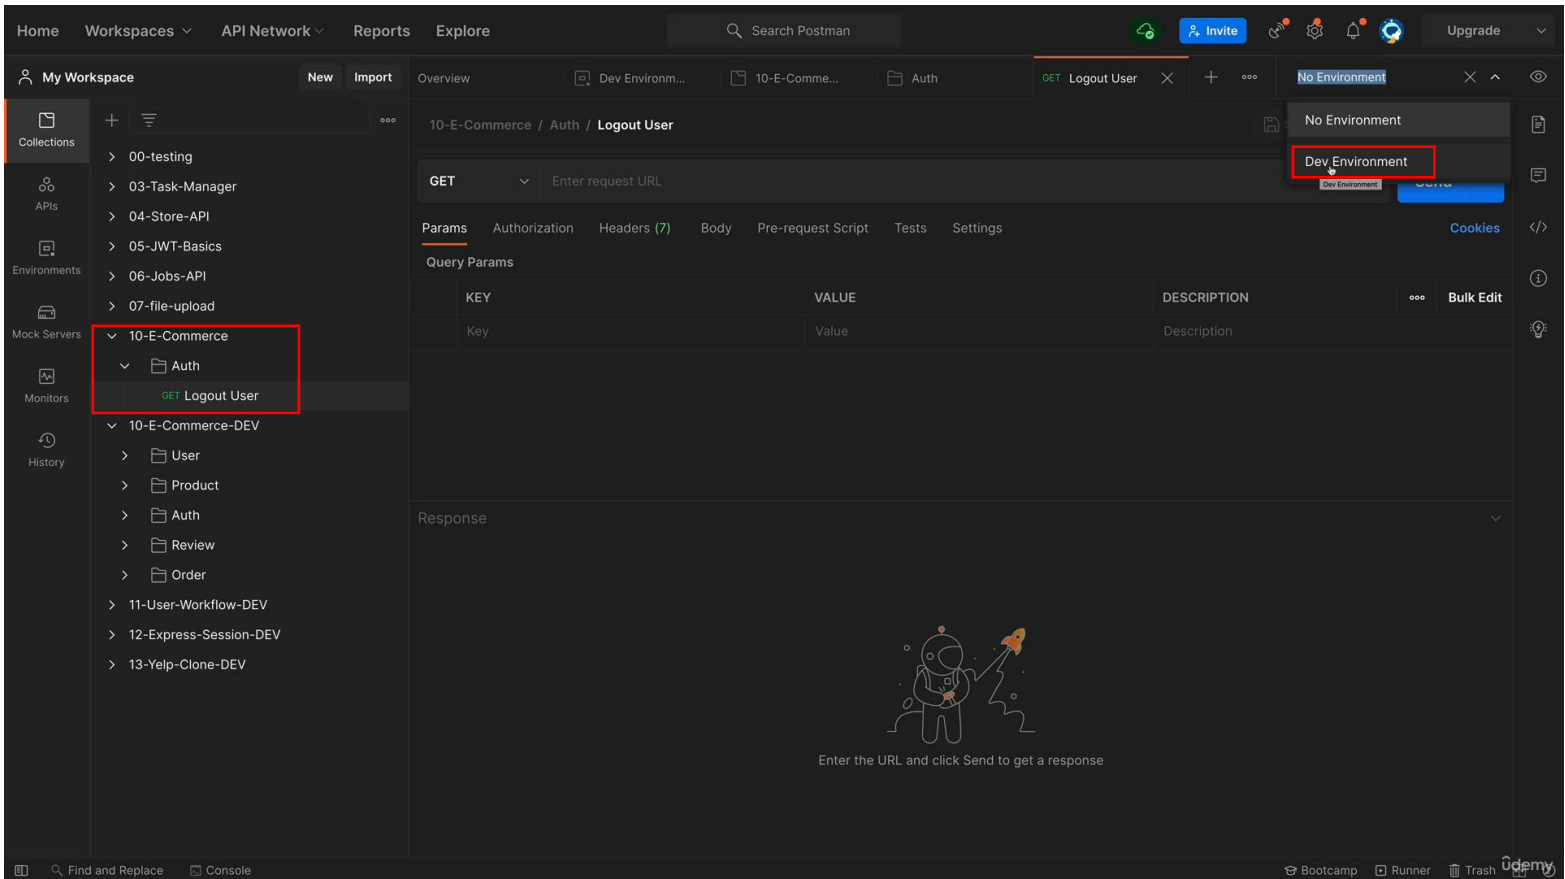 Home Workspaces API Network Reports Explore Search Postman Invite Upgrade
My Workspace New Import Overview Dev Environm... 10-E-Comme... Auth GET Logout User No Environment
Collections
APIs
Environments
Mock Servers
Monitors
History
00-testing
03-Task-Manager
04-Store-API
05-JWT-Basics
06-Jobs-API
07-file-upload
10-E-Commerce
Auth
GET Logout User
10-E-Commerce-DEV
User
Product
Auth
Review
Order
11-User-Workflow-DEV
12-Express-Session-DEV
13-Yelp-Clone-DEV
10-E-Commerce / Auth / Logout User
No Environment
Dev Environment
Dev Environment
GET Enter request URL
Params Authorization Headers (7) Body Pre-request Script Tests Settings Cookies
Query Params
KEY VALUE DESCRIPTION Bulk Edit
Key Value Description
Response
Enter the URL and click Send to get a response
Find and Replace Console Bootcamp Runner Trash
udemy